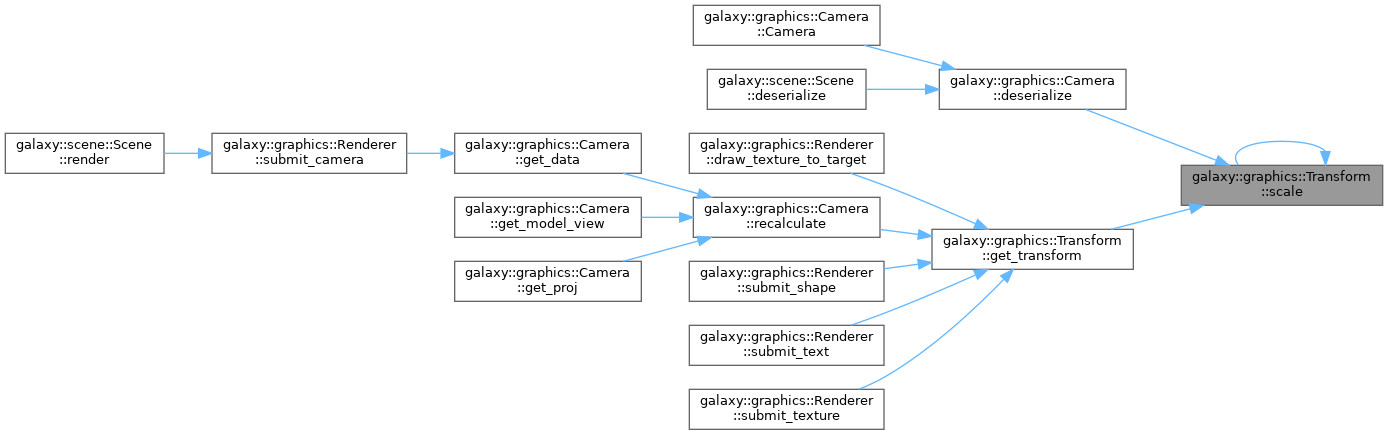 galaxy::scene::Scene
::render
galaxy::graphics::Renderer
::submit_camera
galaxy::graphics::Camera
::get_data
galaxy::graphics::Camera
::get_model_view
galaxy::graphics::Camera
::get_proj
galaxy::graphics::Camera
::Camera
galaxy::scene::Scene
::deserialize
galaxy::graphics::Renderer
::draw_texture_to_target
galaxy::graphics::Camera
::recalculate
galaxy::graphics::Renderer
::submit_shape
galaxy::graphics::Renderer
::submit_text
galaxy::graphics::Renderer
::submit_texture
galaxy::graphics::Camera
::deserialize
galaxy::graphics::Transform
::get_transform
galaxy::graphics::Transform
::scale